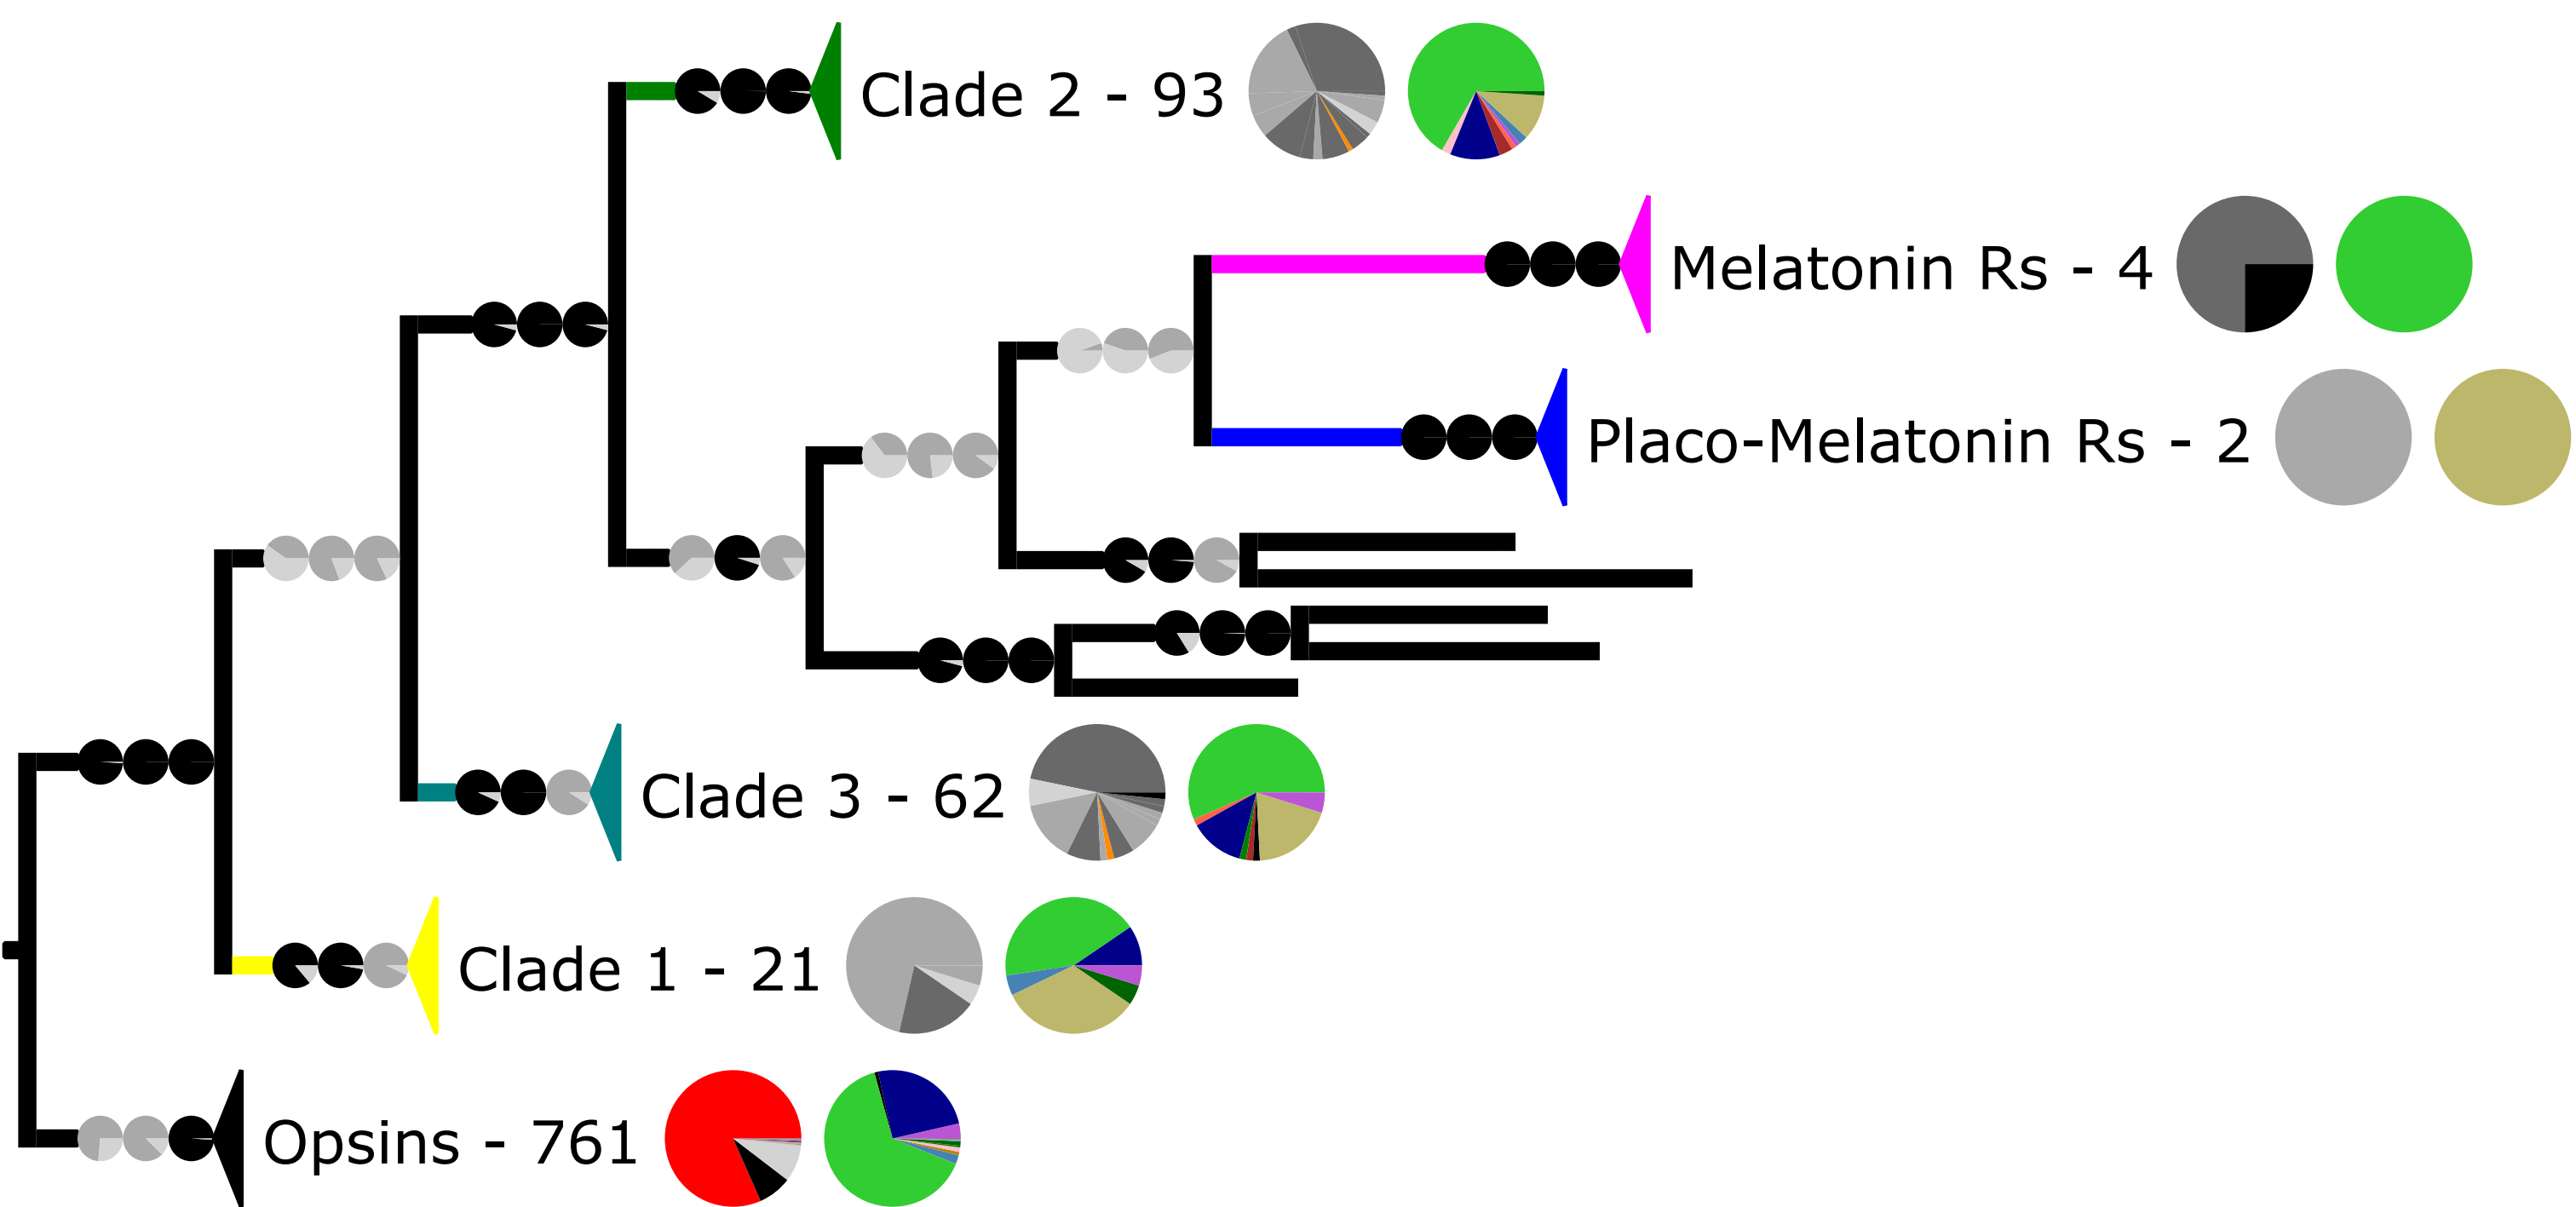 Clade 2 - 93
Melatonin Rs - 4
Placo-Melatonin Rs - 2
Clade 3 - 62
Clade 1 - 21
Opsins - 761